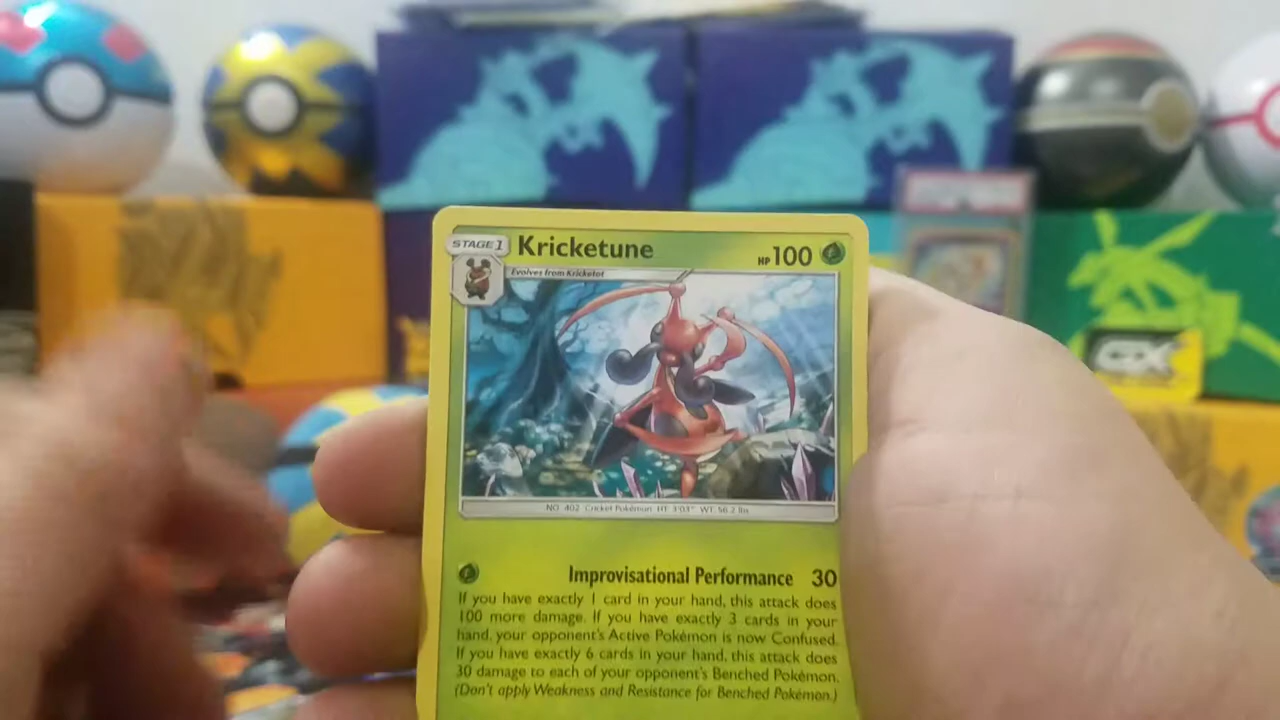 STAGE 1
Kricketune
HP 100
Evolves from Kricketot
NO. 402 Cricket Pokémon HT: 3'03" WT: 56.2 lbs
Improvisational Performance 30
If you have exactly 1 card in your hand, this attack does
100 more damage. If you have exactly 3 cards in your
hand, your opponent's Active Pokémon is now Confused.
If you have exactly 6 cards in your hand, this attack does
30 damage to each of your opponent's Benched Pokémon.
(Don't apply Weakness and Resistance for Benched Pokémon.)
GX